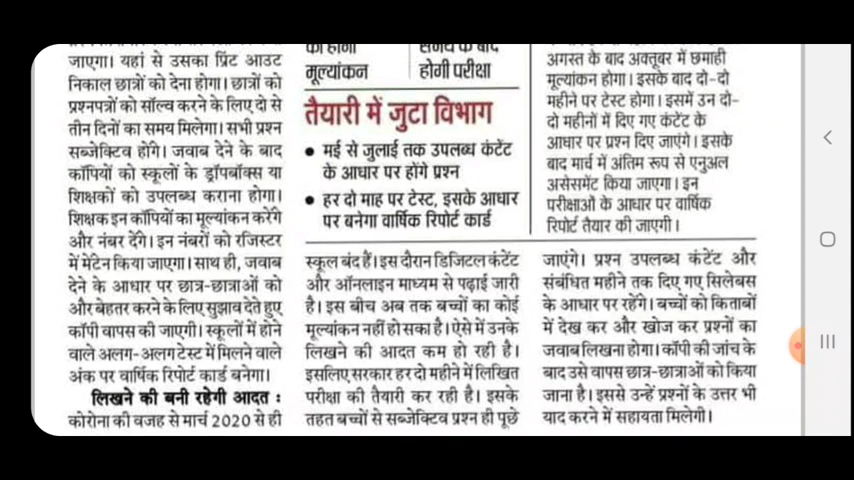 जाएगा। यहां से उसका प्रिंट आउट
निकाल छात्रों को देना होगा। छात्रों को
प्रश्नपत्रों को सॉल्व करने के लिए दो से
तीन दिनों का समय मिलेगा। सभी प्रश्न
सब्जेक्टिव होंगे। जवाब देने के बाद
कॉपियों को स्कूलों के ड्रॉपबॉक्स या
शिक्षकों को उपलब्ध कराना होगा।
शिक्षक इन कॉपियों का मूल्यांकन करेंगे
और नंबर देंगे। इन नंबरों को रजिस्टर
में मेंटेन किया जाएगा। साथ ही, जवाब
देने के आधार पर छात्र-छात्राओं को
और बेहतर करने के लिए सुझाव देते हुए
कॉपी वापस की जाएगी। स्कूलों में होने
वाले अलग-अलग टेस्ट में मिलने वाले
अंक पर वार्षिक रिपोर्ट कार्ड बनेगा।
लिखने की बनी रहेगी आदत :
कोरोना की वजह से मार्च 2020 से ही
का होगा
मूल्यांकन
समय के बाद
होगी परीक्षा
तैयारी में जुटा विभाग
• मई से जुलाई तक उपलब्ध कंटेंट
के आधार पर होंगे प्रश्न
• हर दो माह पर टेस्ट, इसके आधार
पर बनेगा वार्षिक रिपोर्ट कार्ड
स्कूल बंद हैं। इस दौरान डिजिटल कंटेंट
और ऑनलाइन माध्यम से पढ़ाई जारी
है। इस बीच अब तक बच्चों का कोई
मूल्यांकन नहीं हो सका है। ऐसे में उनके
लिखने की आदत कम हो रही है।
इसलिए सरकार हर दो महीने में लिखित
परीक्षा की तैयारी कर रही है। इसके
तहत बच्चों से सब्जेक्टिव प्रश्न ही पूछे
अगस्त के बाद अक्तूबर में छमाही
मूल्यांकन होगा। इसके बाद दो-दो
महीने पर टेस्ट होगा। इसमें उन दो-
दो महीनों में दिए गए कंटेंट के
आधार पर प्रश्न दिए जाएंगे। इसके
बाद मार्च में अंतिम रूप से एनुअल
असेसमेंट किया जाएगा। इन
परीक्षाओं के आधार पर वार्षिक
रिपोर्ट तैयार की जाएगी।
जाएंगे। प्रश्न उपलब्ध कंटेंट और
संबंधित महीने तक दिए गए सिलेबस
के आधार पर रहेंगे। बच्चों को किताबों
में देख कर और खोज कर प्रश्नों का
जवाब लिखना होगा। कॉपी की जांच के
बाद उसे वापस छात्र-छात्राओं को किया
जाना है। इससे उन्हें प्रश्नों के उत्तर भी
याद करने में सहायता मिलेगी।